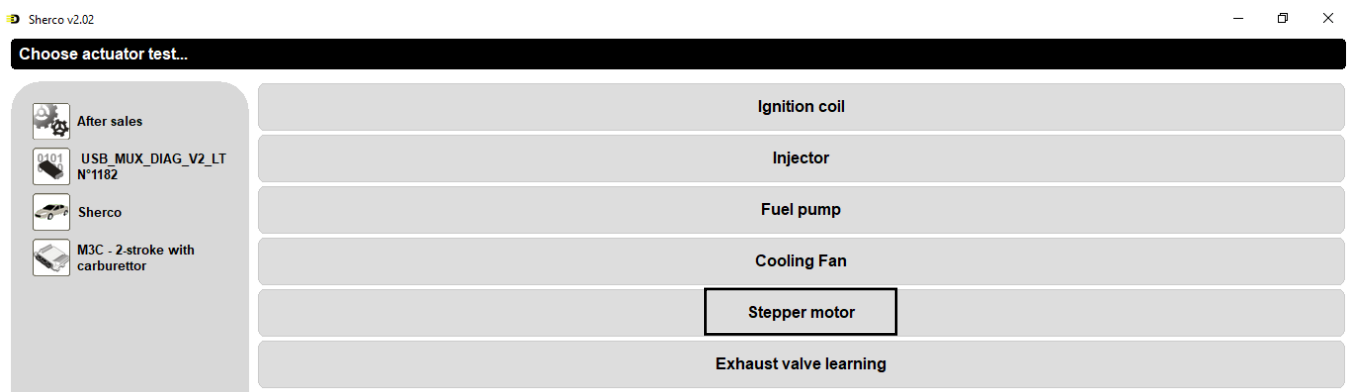 Sherco v2.02
Choose actuator test...
After sales
USB_MUX_DIAG_V2_LT
N°1182
Sherco
M3C - 2-stroke with
carburettor
Ignition coil
Injector
Fuel pump
Cooling Fan
Stepper motor
Exhaust valve learning